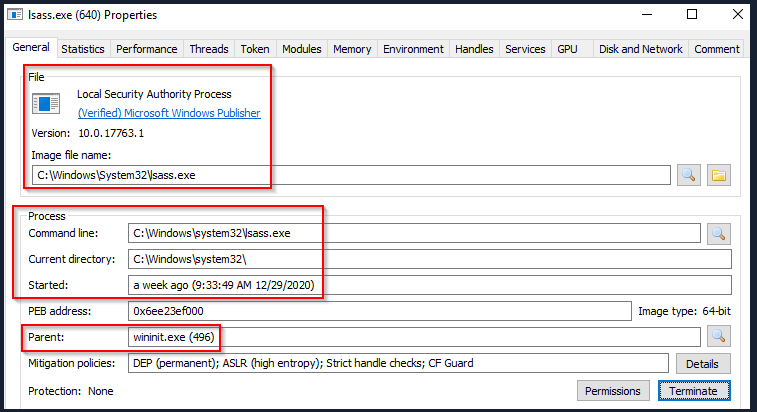 lsass.exe (640) Properties
General Statistics Performance Threads Token Modules Memory Environment Handles Services GPU Disk and Network Comment
File
Local Security Authority Process
(Verified) Microsoft Windows Publisher
Version: 10.0.17763.1
Image file name:
C:\Windows\System32\lsass.exe
Process
Command line: C:\Windows\system32\lsass.exe
Current directory: C:\Windows\system32\
Started: a week ago (9:33:49 AM 12/29/2020)
PEB address: 0x6ee23ef000 Image type: 64-bit
Parent: wininit.exe (496)
Mitigation policies: DEP (permanent); ASLR (high entropy); Strict handle checks; CF Guard Details
Protection: None Permissions Terminate